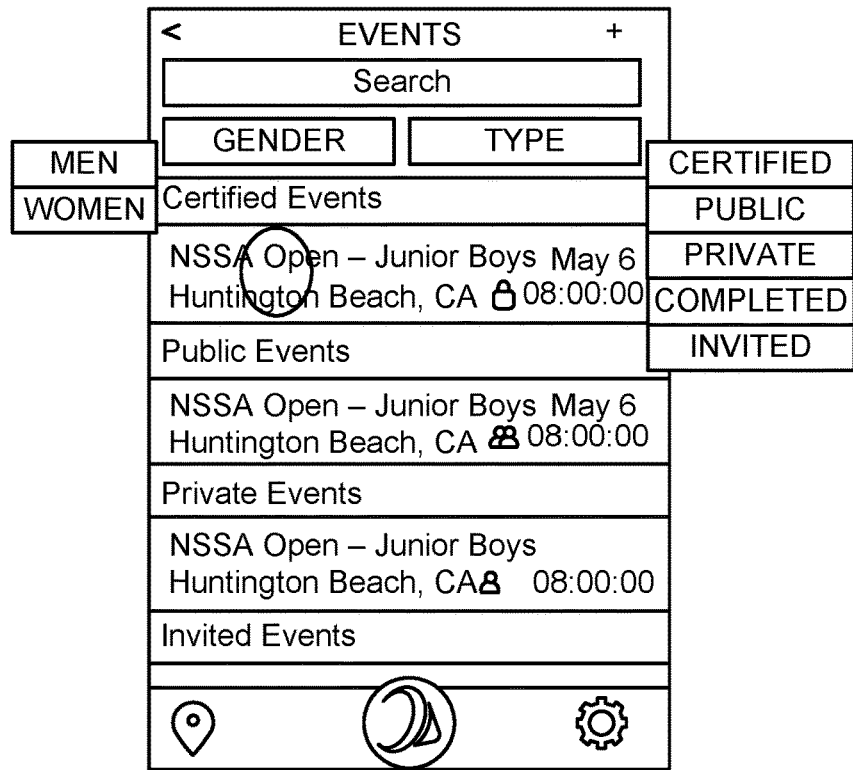 < EVENTS +
Search
GENDER TYPE
MEN
WOMEN
CERTIFIED
PUBLIC
PRIVATE
COMPLETED
INVITED
Certified Events
NSSA Open – Junior Boys May 6
Huntington Beach, CA 08:00:00
Public Events
NSSA Open – Junior Boys May 6
Huntington Beach, CA 08:00:00
Private Events
NSSA Open – Junior Boys
Huntington Beach, CA 08:00:00
Invited Events